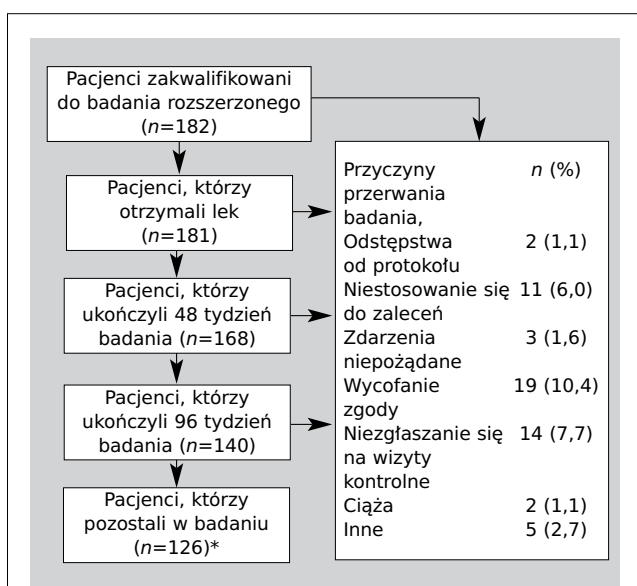 Pacjenci zakwalifikowani
do badania rozszerzonego
(n=182)
Pacjenci, którzy
otrzymali lek
(n=181)
Pacjenci, którzy
ukończyli 48 tydzień
badania (n=168)
Pacjenci, którzy
ukończyli 96 tydzień
badania (n=140)
Pacjenci, którzy
pozostali w badaniu
(n=126)*
Przyczyny n (%)
przerwania
badania,
Odstępstwa 2 (1,1)
od protokołu
Niestosowanie się 11 (6,0)
do zaleceń
Zdarzenia 3 (1,6)
niepożądane
Wycofanie 19 (10,4)
zgody
Niezgłaszanie się 14 (7,7)
na wizyty
kontrolne
Ciąża 2 (1,1)
Inne 5 (2,7)